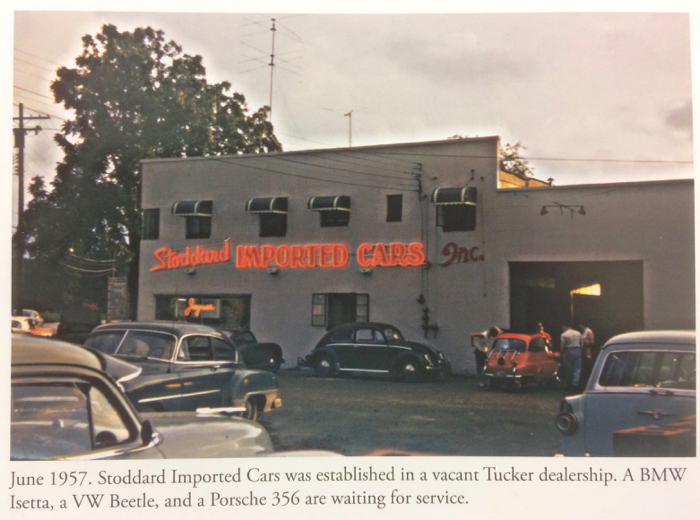 Stoddard IMPORTED CARS Inc.
Jaguar
June 1957. Stoddard Imported Cars was established in a vacant Tucker dealership. A BMW
Isetta, a VW Beetle, and a Porsche 356 are waiting for service.